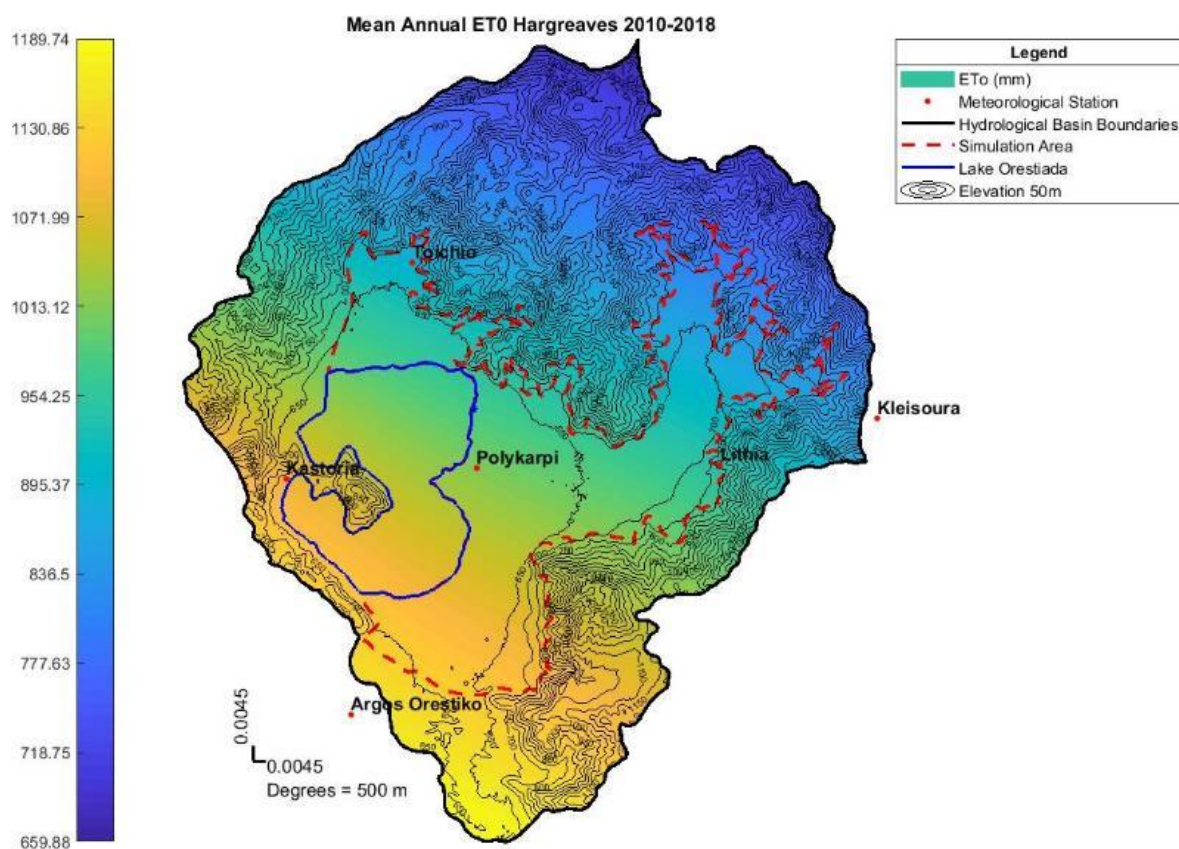 Mean Annual ET0 Hargreaves 2010-2018
1189.74
1130.86
1071.99
1013.12
954.25
895.37
836.5
777.63
718.75
659.88
Legend
ETo (mm)
Meteorological Station
Hydrological Basin Boundaries
Simulation Area
Lake Orestiada
Elevation 50m
Toichio
Kleisoura
Polykarpi
Lithia
Kastoria
Argos Orestiko
0.0045
0.0045
Degrees = 500 m